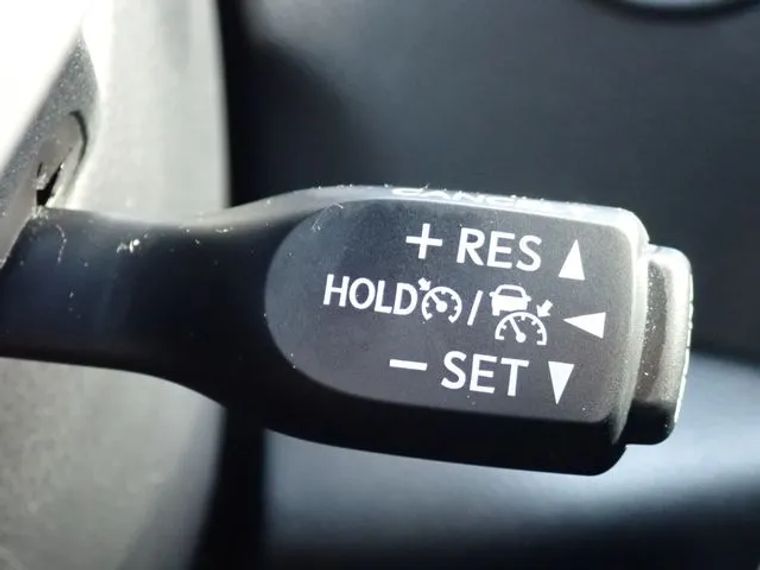 + RES
HOLD /
- SET